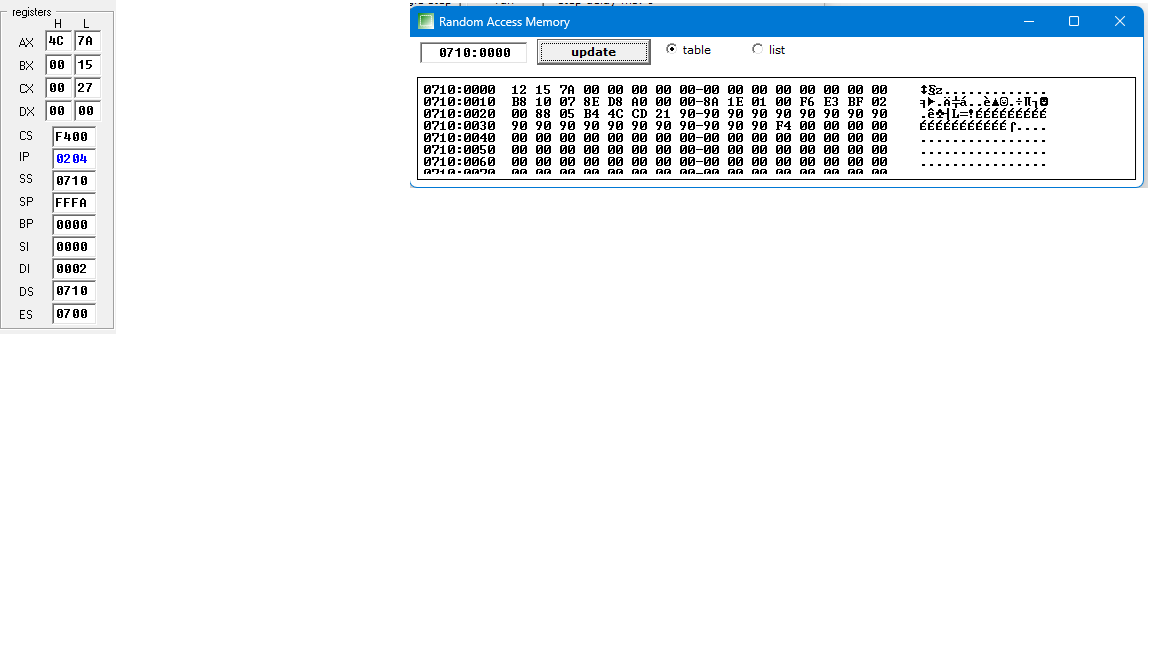 registers
H L
AX 4C 7A
BX 00 15
CX 00 27
DX 00 00
CS F400
IP 0204
SS 0710
SP FFFA
BP 0000
SI 0000
DI 0002
DS 0710
ES 0700
Random Access Memory
0710:0000 update table list
0710:0000 12 15 7A 00 00 00 00 00-00 00 00 00 00 00 00 00 ↕§z.............
0710:0010 B8 10 07 8E D8 A0 00 00-8A 1E 01 00 F6 E3 BF 02
0710:0020 00 88 05 B4 4C CD 21 90-90 90 90 90 90 90 90 90
0710:0030 90 90 90 90 90 90 90 90-90 90 90 F4 00 00 00 00
0710:0040 00 00 00 00 00 00 00 00-00 00 00 00 00 00 00 00 ................
0710:0050 00 00 00 00 00 00 00 00-00 00 00 00 00 00 00 00 ................
0710:0060 00 00 00 00 00 00 00 00-00 00 00 00 00 00 00 00 ................